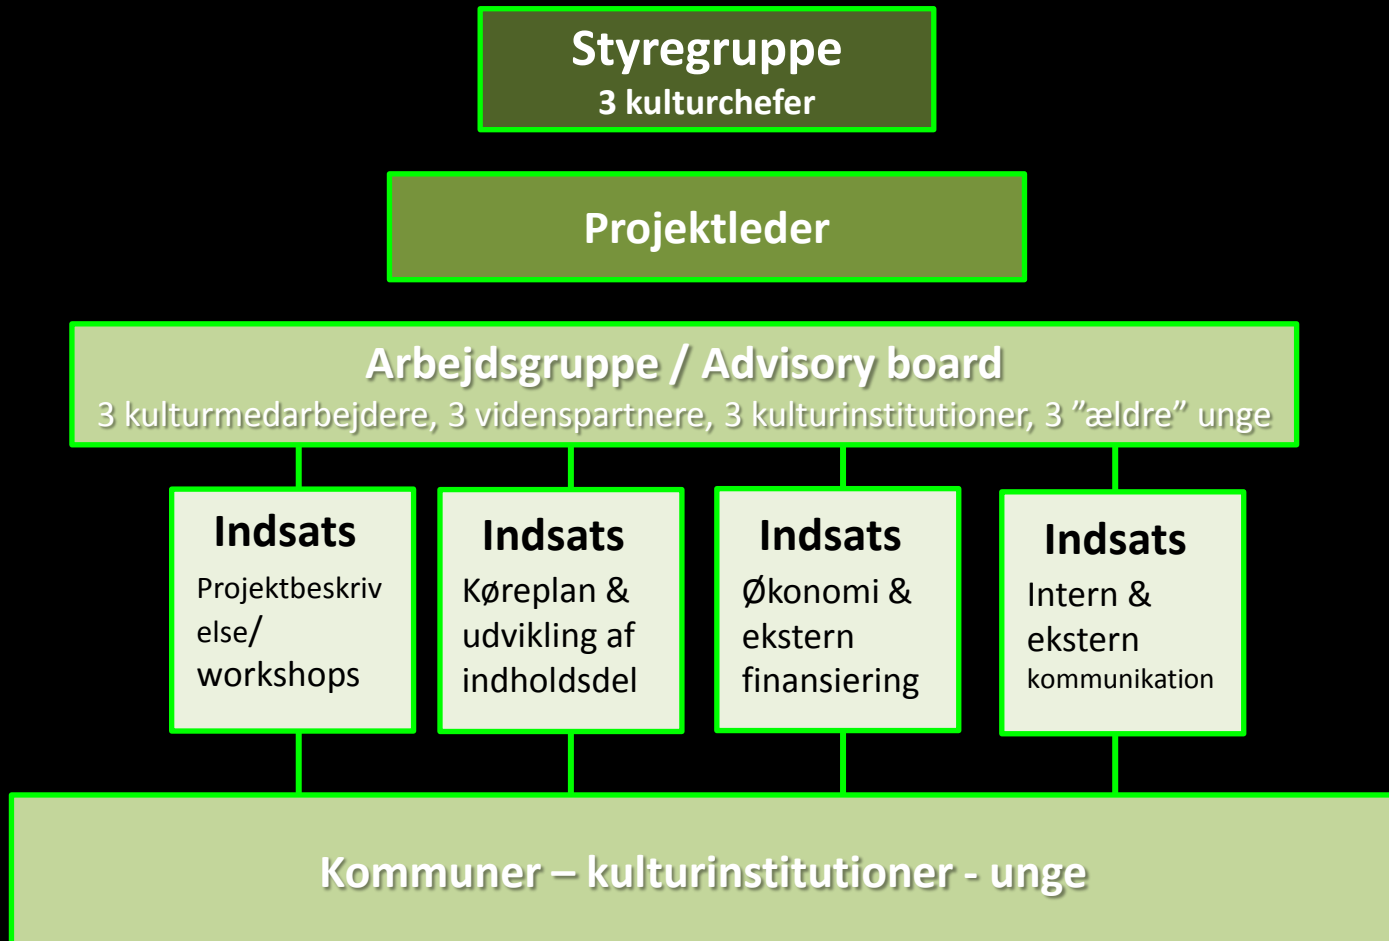 Styregruppe
3 kulturchefer
Projektleder
Arbejdsgruppe / Advisory board
3 kulturmedarbejdere, 3 videnspartnere, 3 kulturinstitutioner, 3 ”ældre” unge
Indsats
Projektbeskriv
else/
workshops
Indsats
Køreplan &
udvikling af
indholdsdel
Indsats
Økonomi &
ekstern
finansiering
Indsats
Intern &
ekstern
kommunikation
Kommuner – kulturinstitutioner - unge